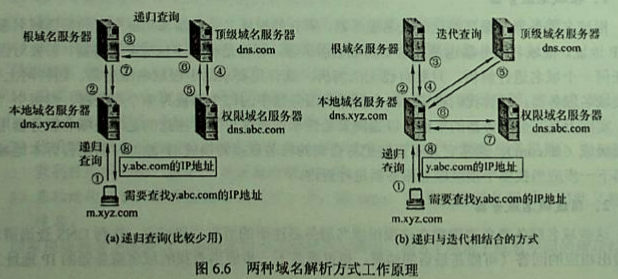 递归查询
根域名服务器
③
⑦
⑥
顶级域名服务器
dns.com
②
④
⑤
本地域名服务器
dns.xyz.com
权限域名服务器
dns.abc.com
递归
查询
①
⑧
y.abc.com的IP地址
需要查找y.abc.com的IP地址
m.xyz.com
(a) 递归查询(比较少用)
迭代查询
根域名服务器
顶级域名服务器
dns.com
②
③
④
⑤
本地域名服务器
dns.xyz.com
⑥
⑦
权限域名服务器
dns.abc.com
递归
查询
①
⑧
y.abc.com的IP地址
需要查找y.abc.com的IP地址
m.xyz.com
(b) 递归与迭代相结合的方式
图 6.6 两种域名解析方式工作原理